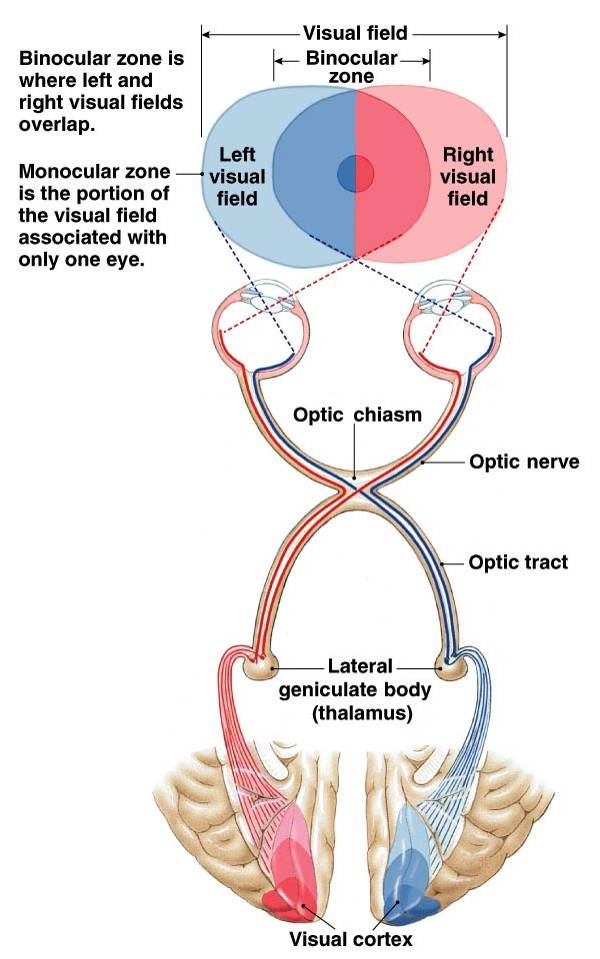 Visual field
Binocular
zone
Binocular zone is
where left and
right visual fields
overlap.
Monocular zone
is the portion of
the visual field
associated with
only one eye.
Left
visual
field
Right
visual
field
Optic chiasm
Optic nerve
Optic tract
Lateral
geniculate body
(thalamus)
Visual cortex